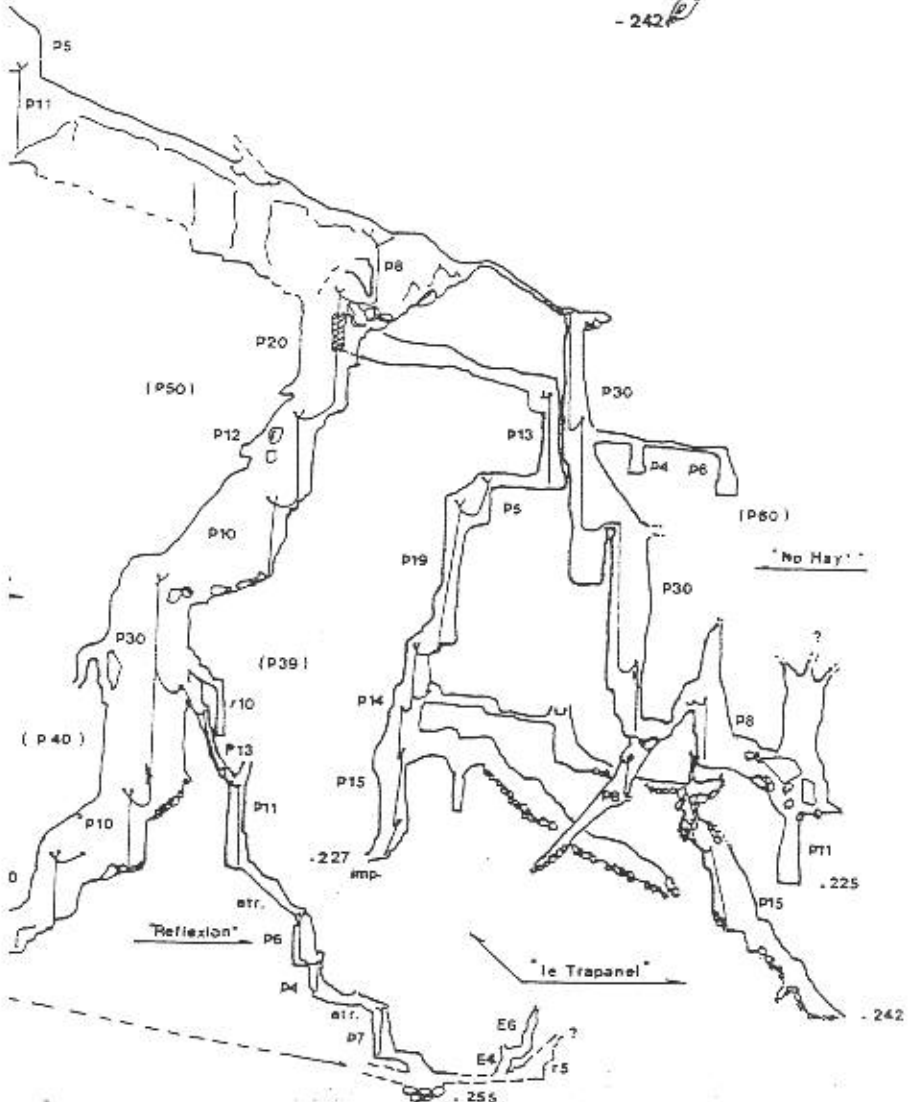 - 242
P5
P11
P8
P20
(P50)
P30
P12
P13
P4 P6
P5
(P60)
P10
P19
"No Hay"
P30
P30
(P39)
?
r10
P14
P8
(P40)
P13
P15
P11
P8
P10
-227
imp.
P11
-225
P15
etr.
"Reflexion"
P6
"le Trapanel"
P4
-242
etr.
E6
P7
E4
?
r5
-255